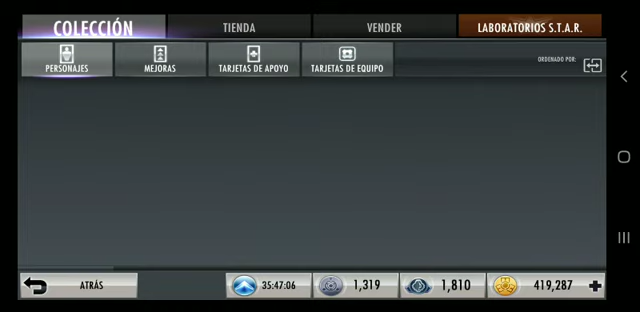 COLECCIÓN
TIENDA
VENDER
LABORATORIOS S.T.A.R.
PERSONAJES
MEJORAS
TARJETAS DE APOYO
TARJETAS DE EQUIPO
ORDENADO POR:
ATRÁS
35:47:06
1,319
1,810
419,287